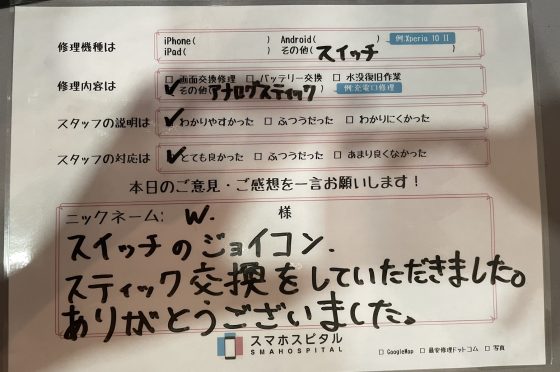 修理機種は
iPhone( ) Android( ) 例:Xperia 10 II
iPad( ) その他(スイッチ)
修理内容は
□ 画面交換修理 □ バッテリー交換 □ 水没復旧作業
✔その他(アナログスティック) 例:充電口修理
スタッフの説明は ✔わかりやすかった □ ふつうだった □ わかりにくかった
スタッフの対応は ✔とても良かった □ ふつうだった □ あまり良くなかった
本日のご意見・ご感想を一言お願いします!
ニックネーム: W. 様
スイッチのジョイコン.
スティック交換をしていただきました。
ありがとうございました。
スマホスピタル
SMAHOSPITAL
□ GoogleMap □ 最安修理ドットコム □ 写真